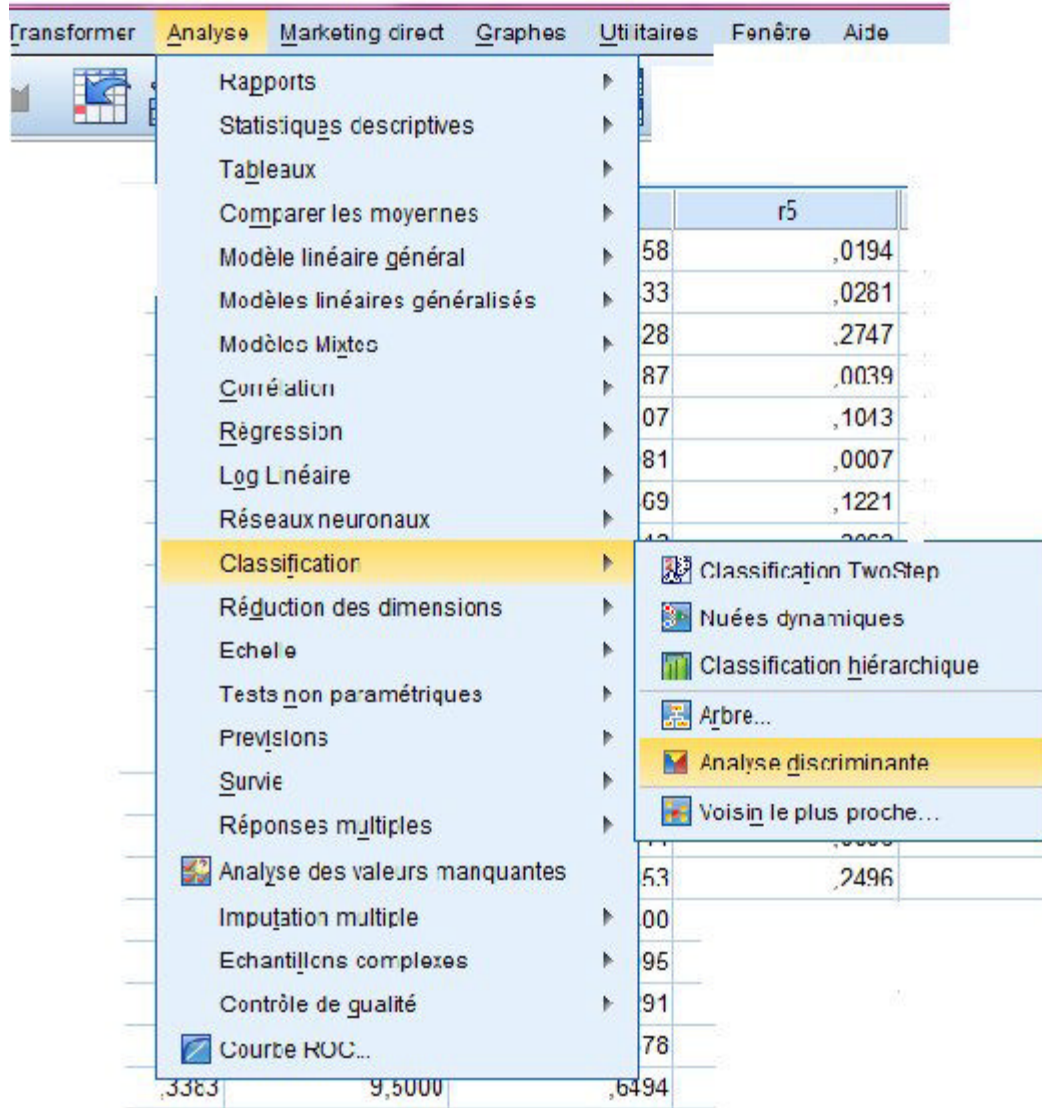 Transformer Analyse Marketing direct Graphes Utilitaires Fenêtre Aide
Rapports
Statistiques descriptives
Tableaux
Comparer les moyennes
r5
Modèle linéaire général
58 ,0194
Modèles linéaires généralisés
33 ,0281
Modèles Mixtes
28 ,2747
Corrélation
87 ,0039
Régression
07 ,1043
Log Linéaire
81 ,0007
Réseaux neuronaux
69 ,1221
Classification
Classification TwoStep
Réduction des dimensions
Nuées dynamiques
Echelle
Classification hiérarchique
Tests non paramétriques
Arbre...
Prévisions
Analyse discriminante
Survie
Voisin le plus proche...
Réponses multiples
Analyse des valeurs manquantes
53 ,2496
Imputation multiple
00
Echantillons complexes
95
Contrôle de qualité
91
Courbe ROC...
78
,3383 9,5000 ,6494